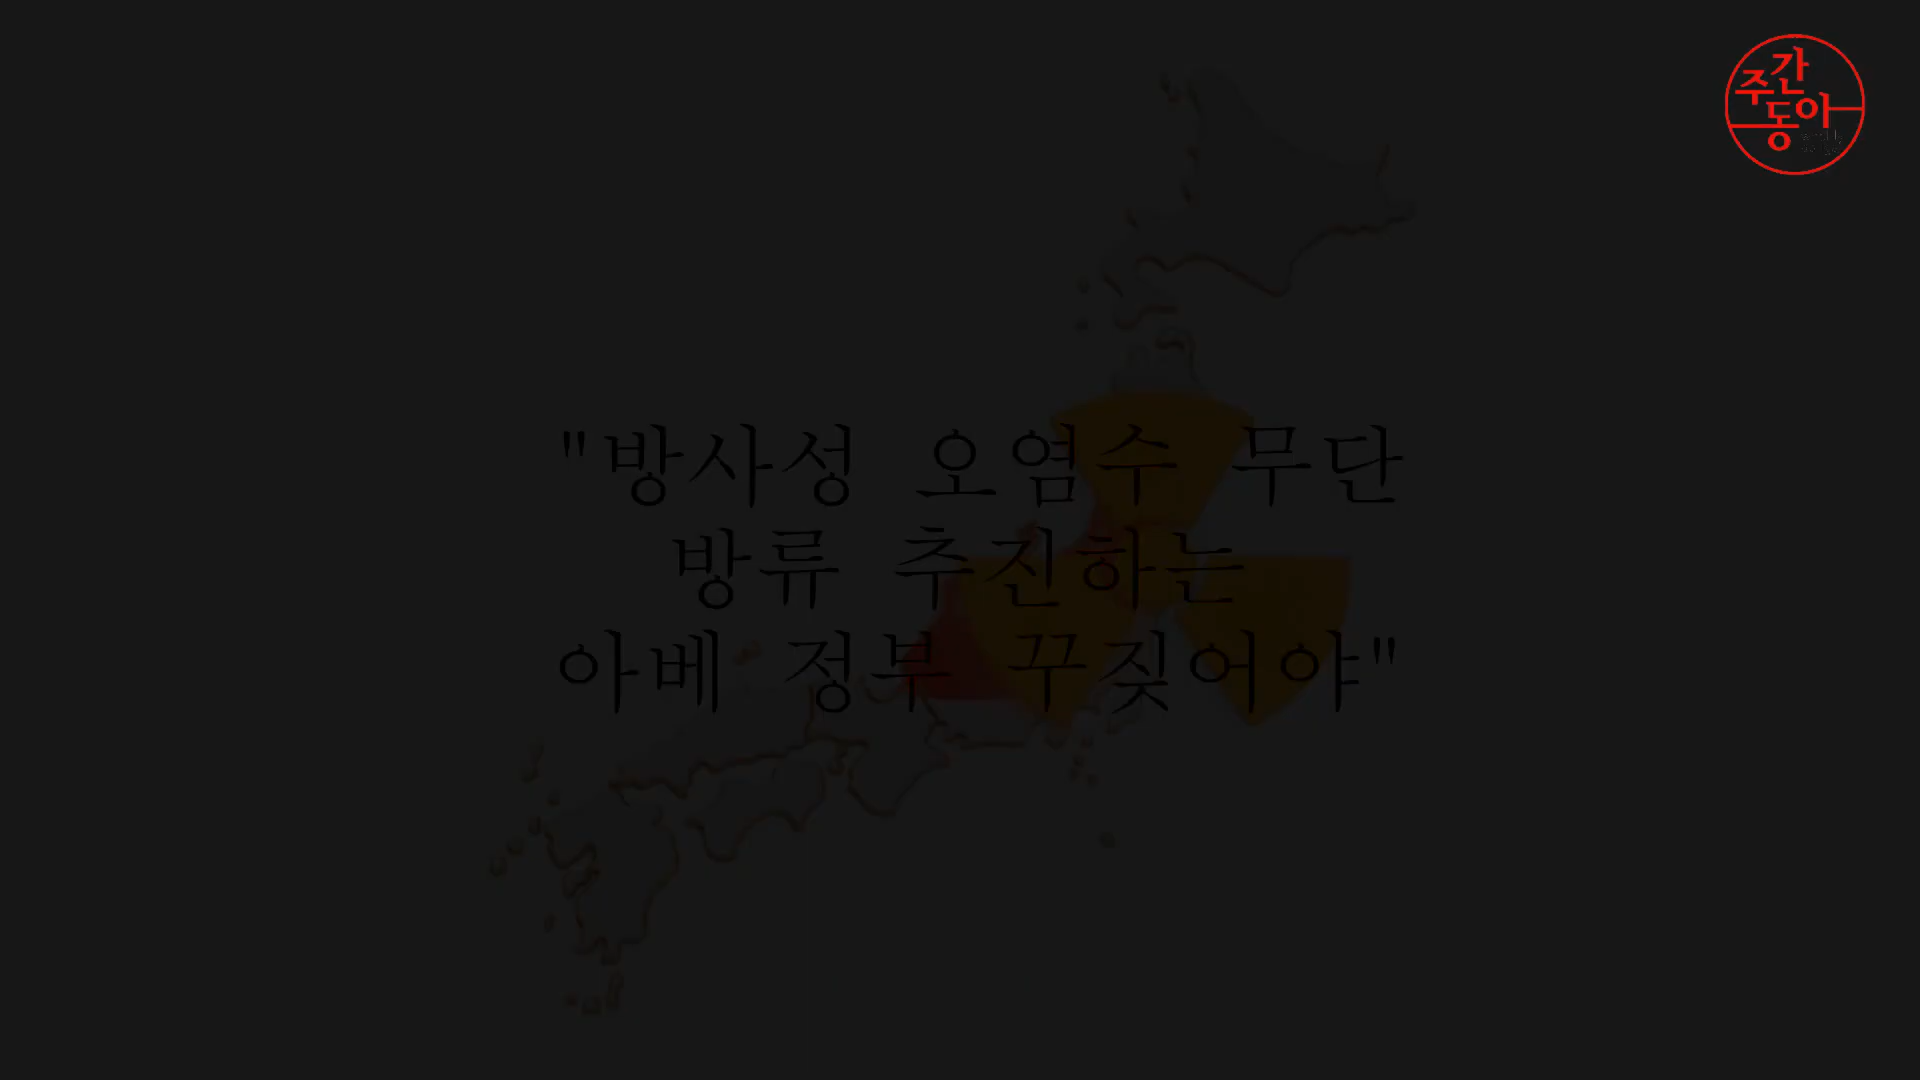 주간
동아
"방사성 오염수 무단
방류 추진하는
아베 정부 꾸짖어야"